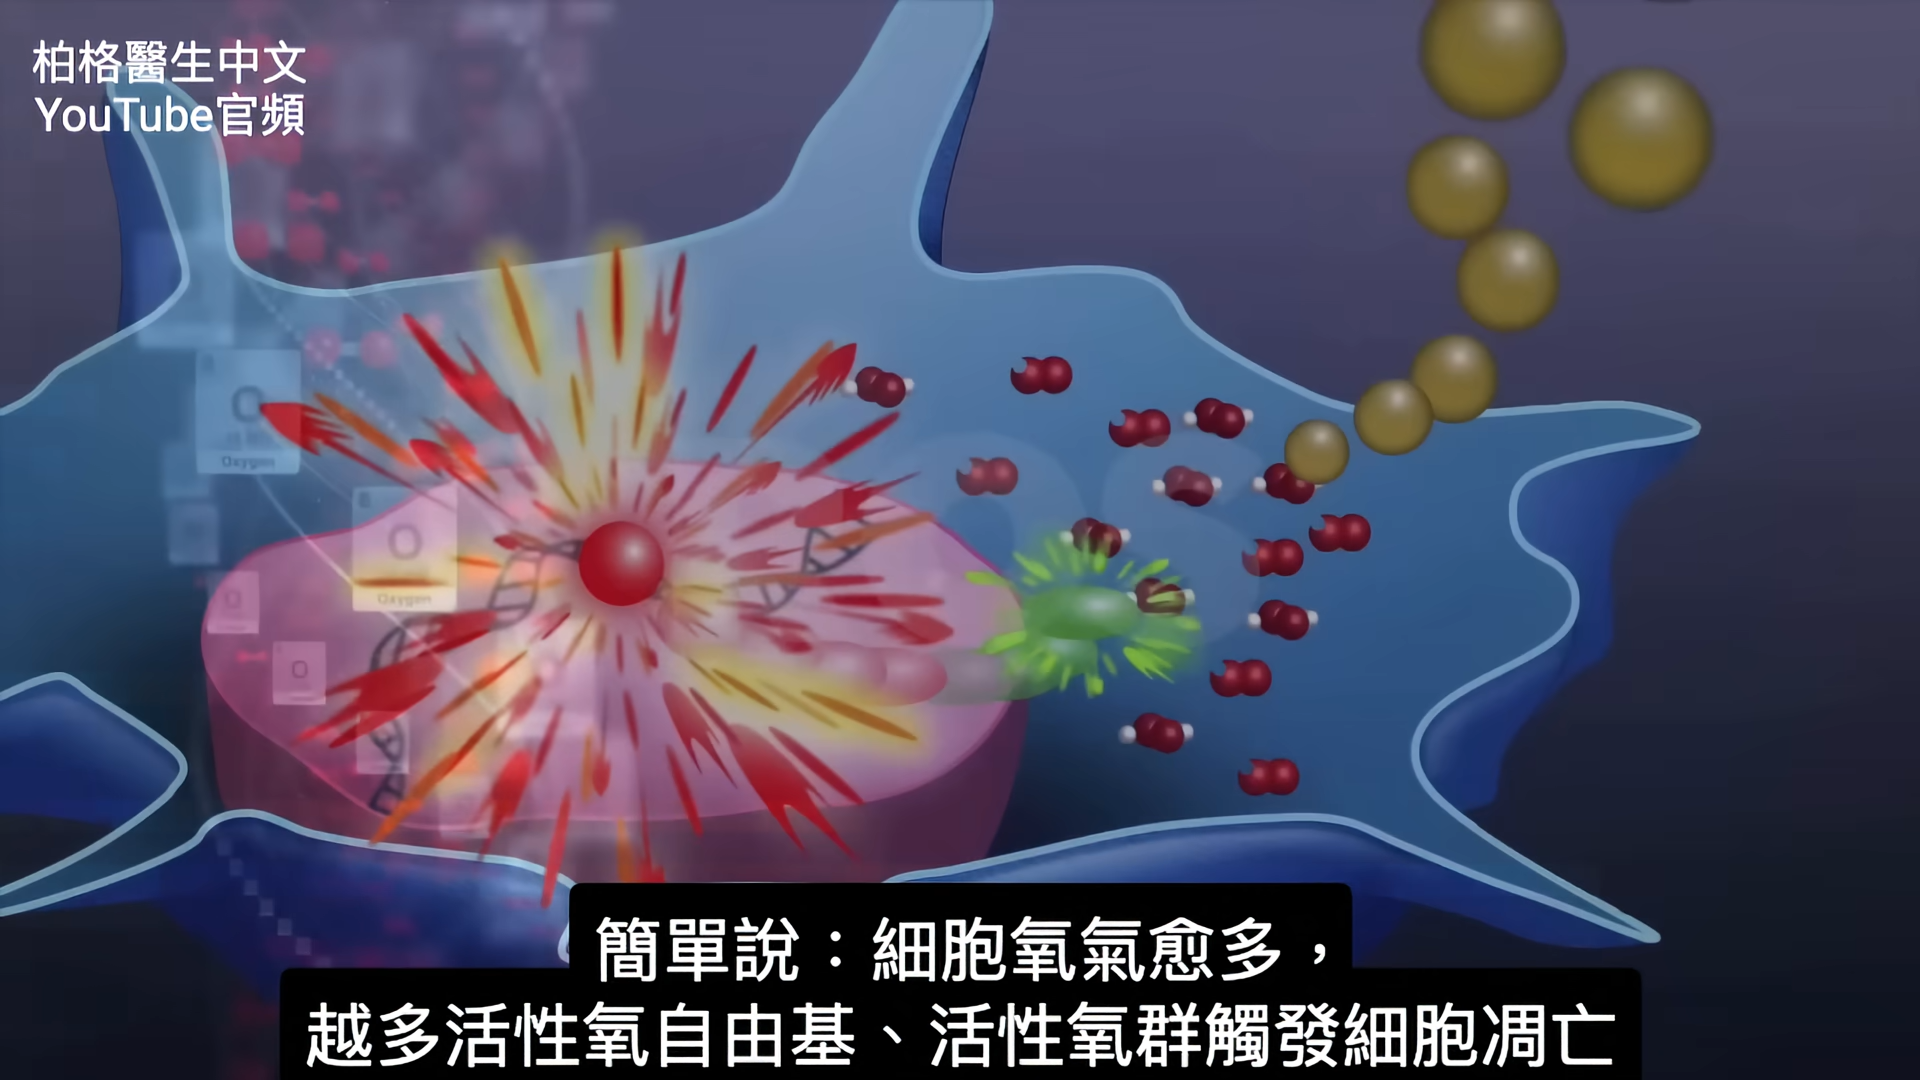 柏格醫生中文
YouTube官頻
O
Oxygen
O
Oxygen
O
O
簡單說：細胞氧氣愈多，
越多活性氧自由基、活性氧群觸發細胞凋亡